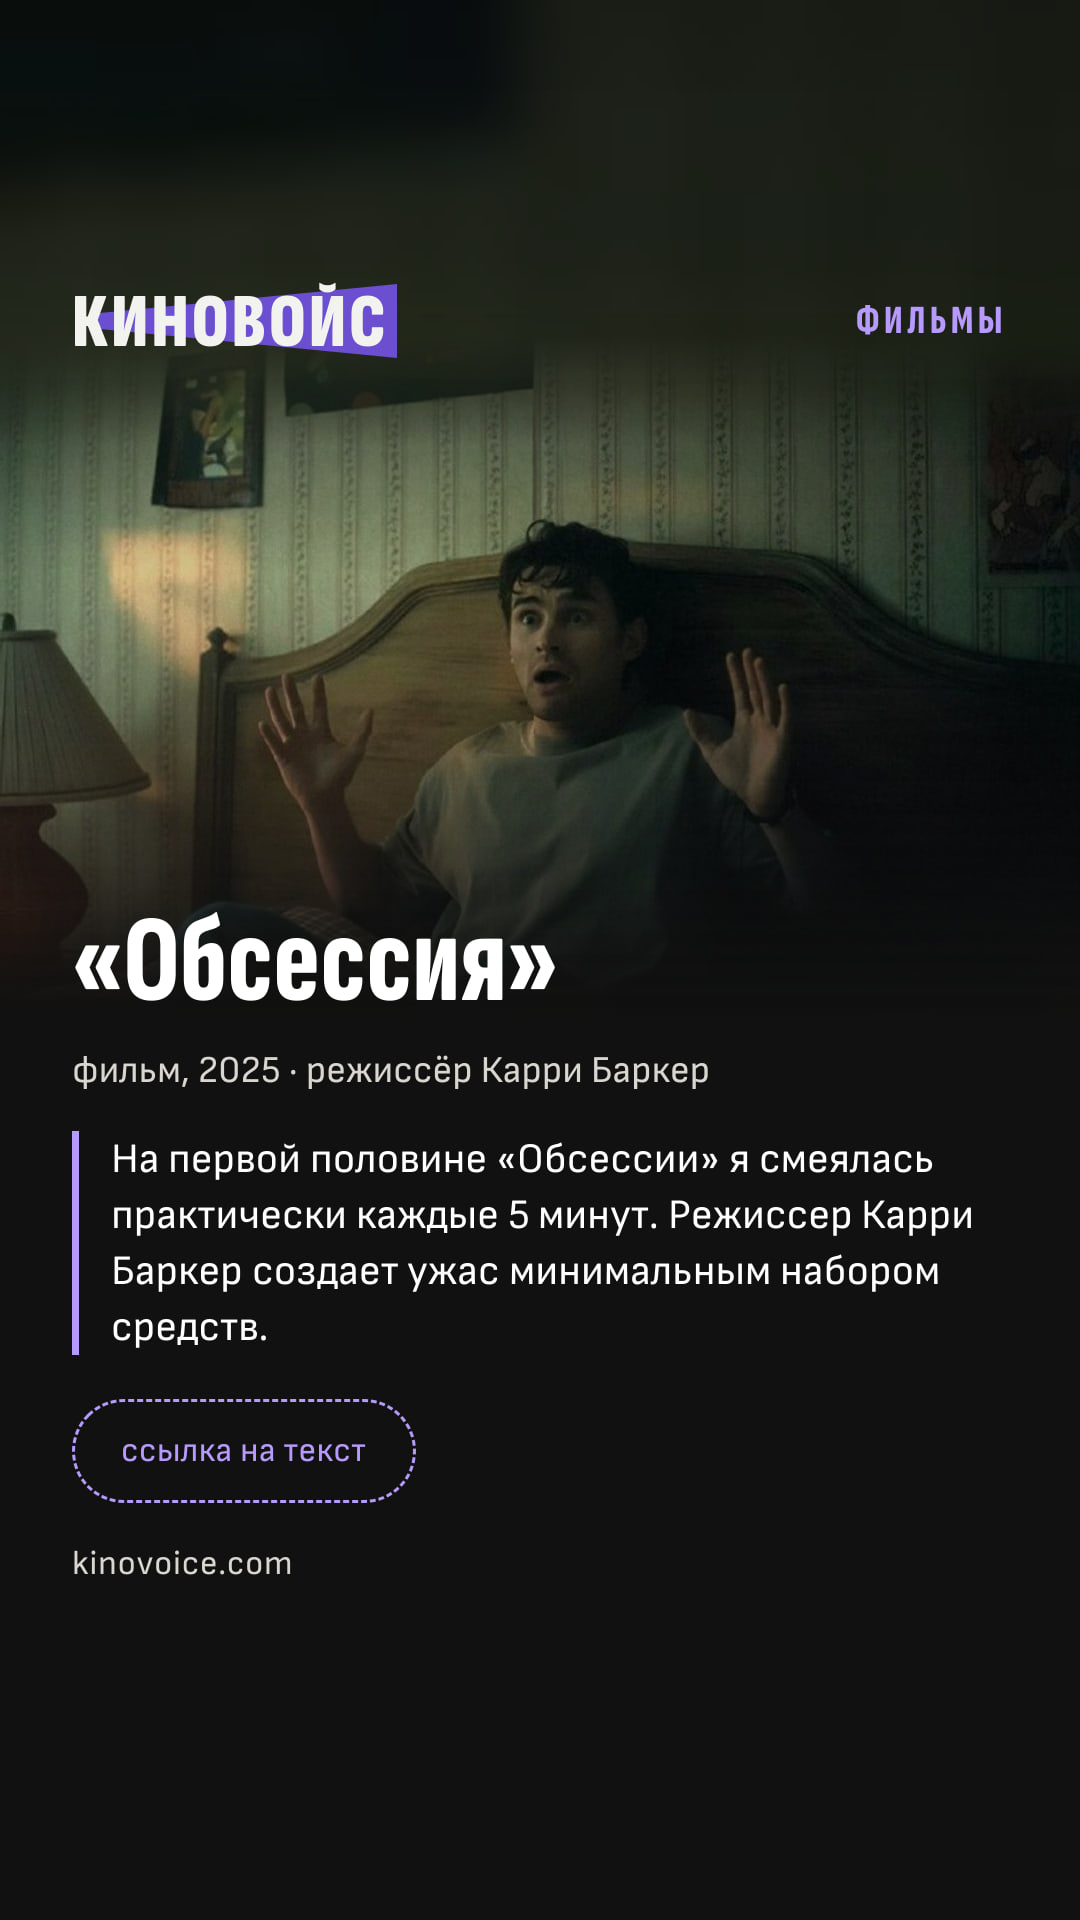 КИНОВОЙС
ФИЛЬМЫ
«Обсессия»
фильм, 2025 · режиссёр Карри Баркер
На первой половине «Обсессии» я смеялась
практически каждые 5 минут. Режиссер Карри
Баркер создает ужас минимальным набором
средств.
ссылка на текст
kinovoice.com